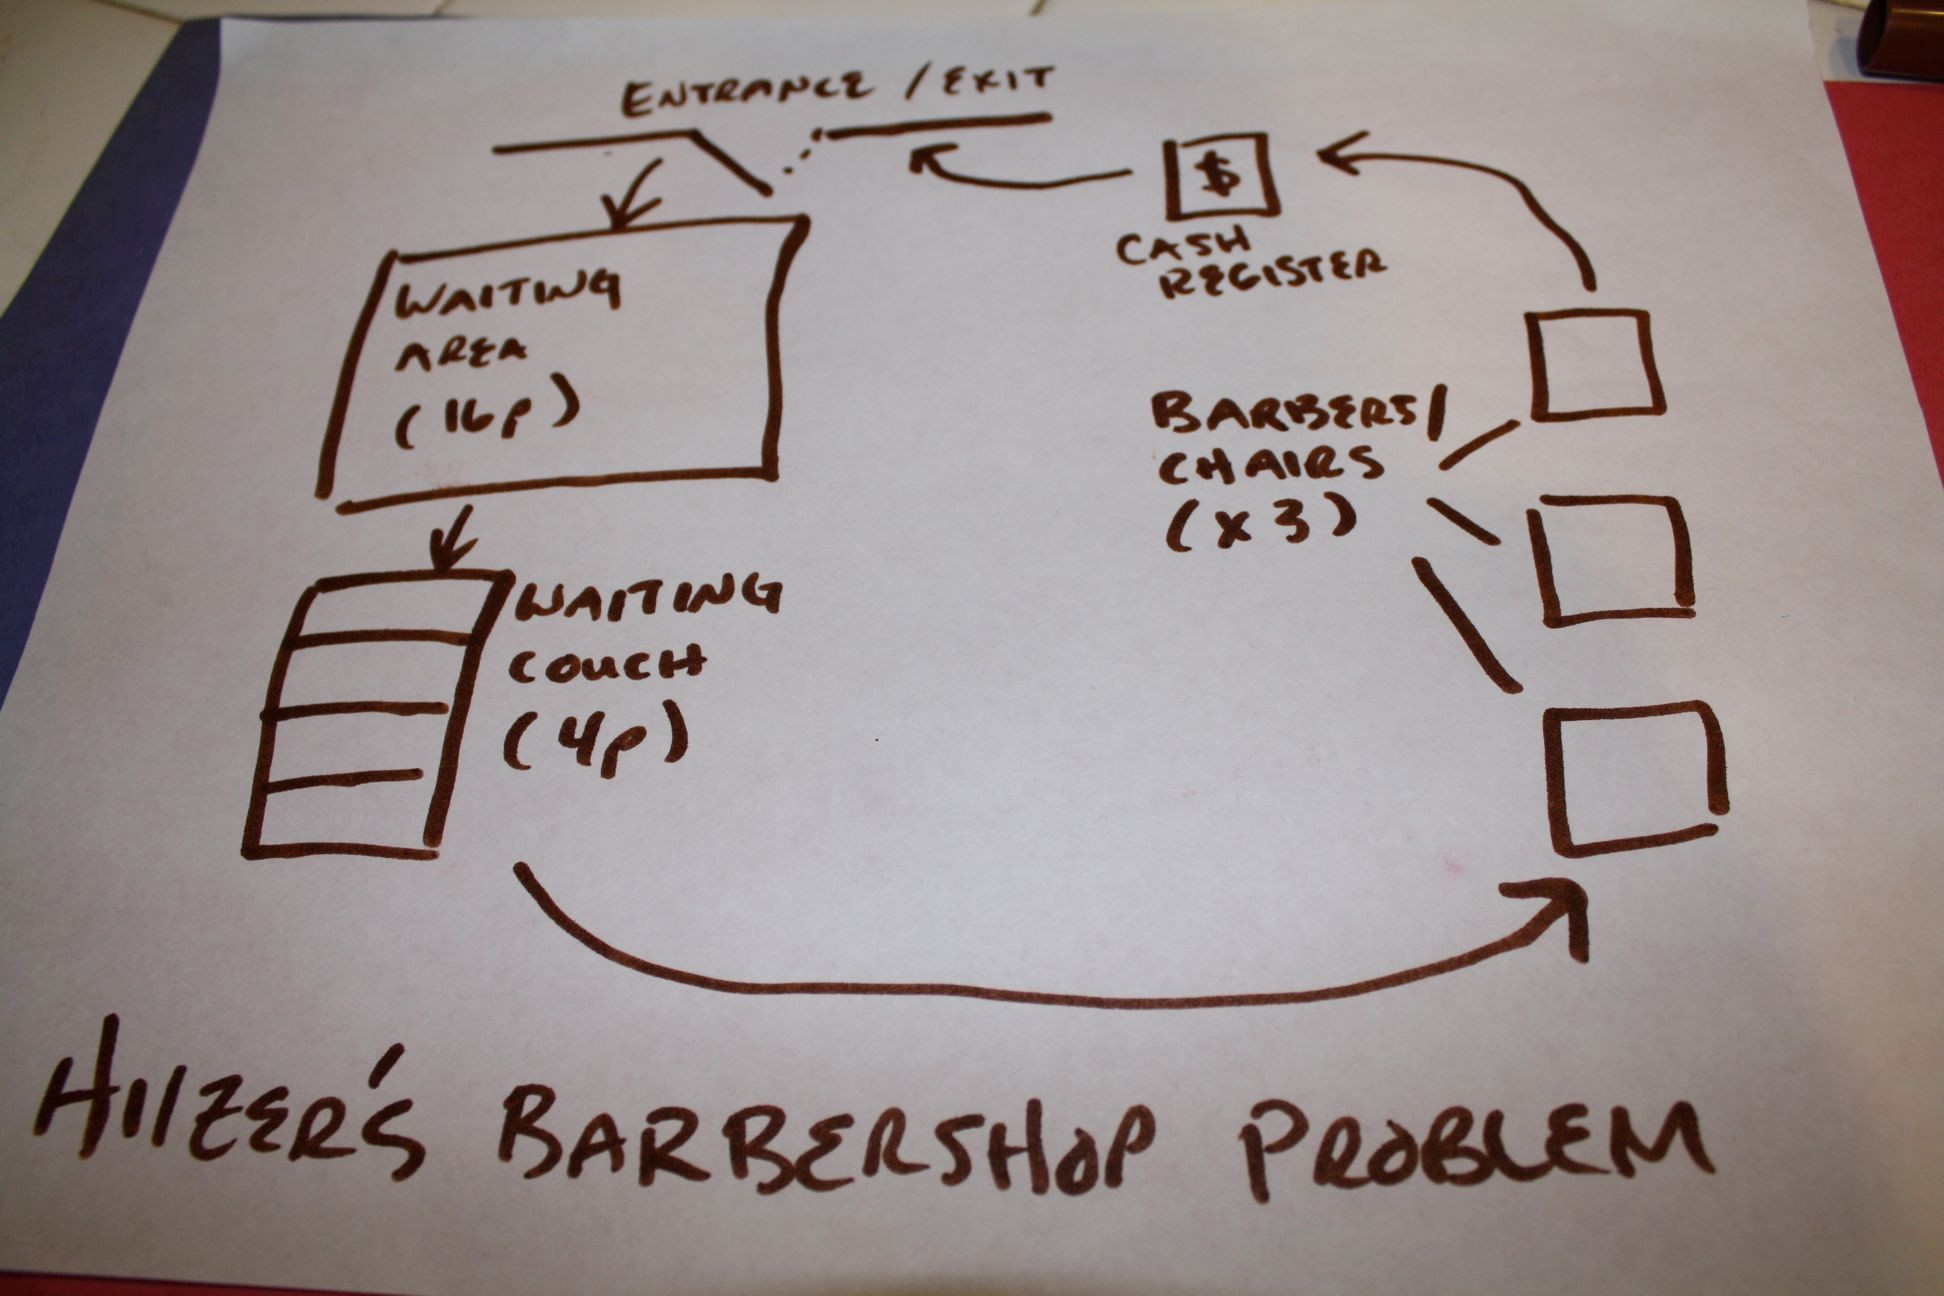 ENTRANCE / EXIT
$
CASH
REGISTER
WAITING
AREA
(16p)
BARBERS/
CHAIRS
(x3)
WAITING
COUCH
(4p)
HIlZER'S BARBERSHOP PROBLEM